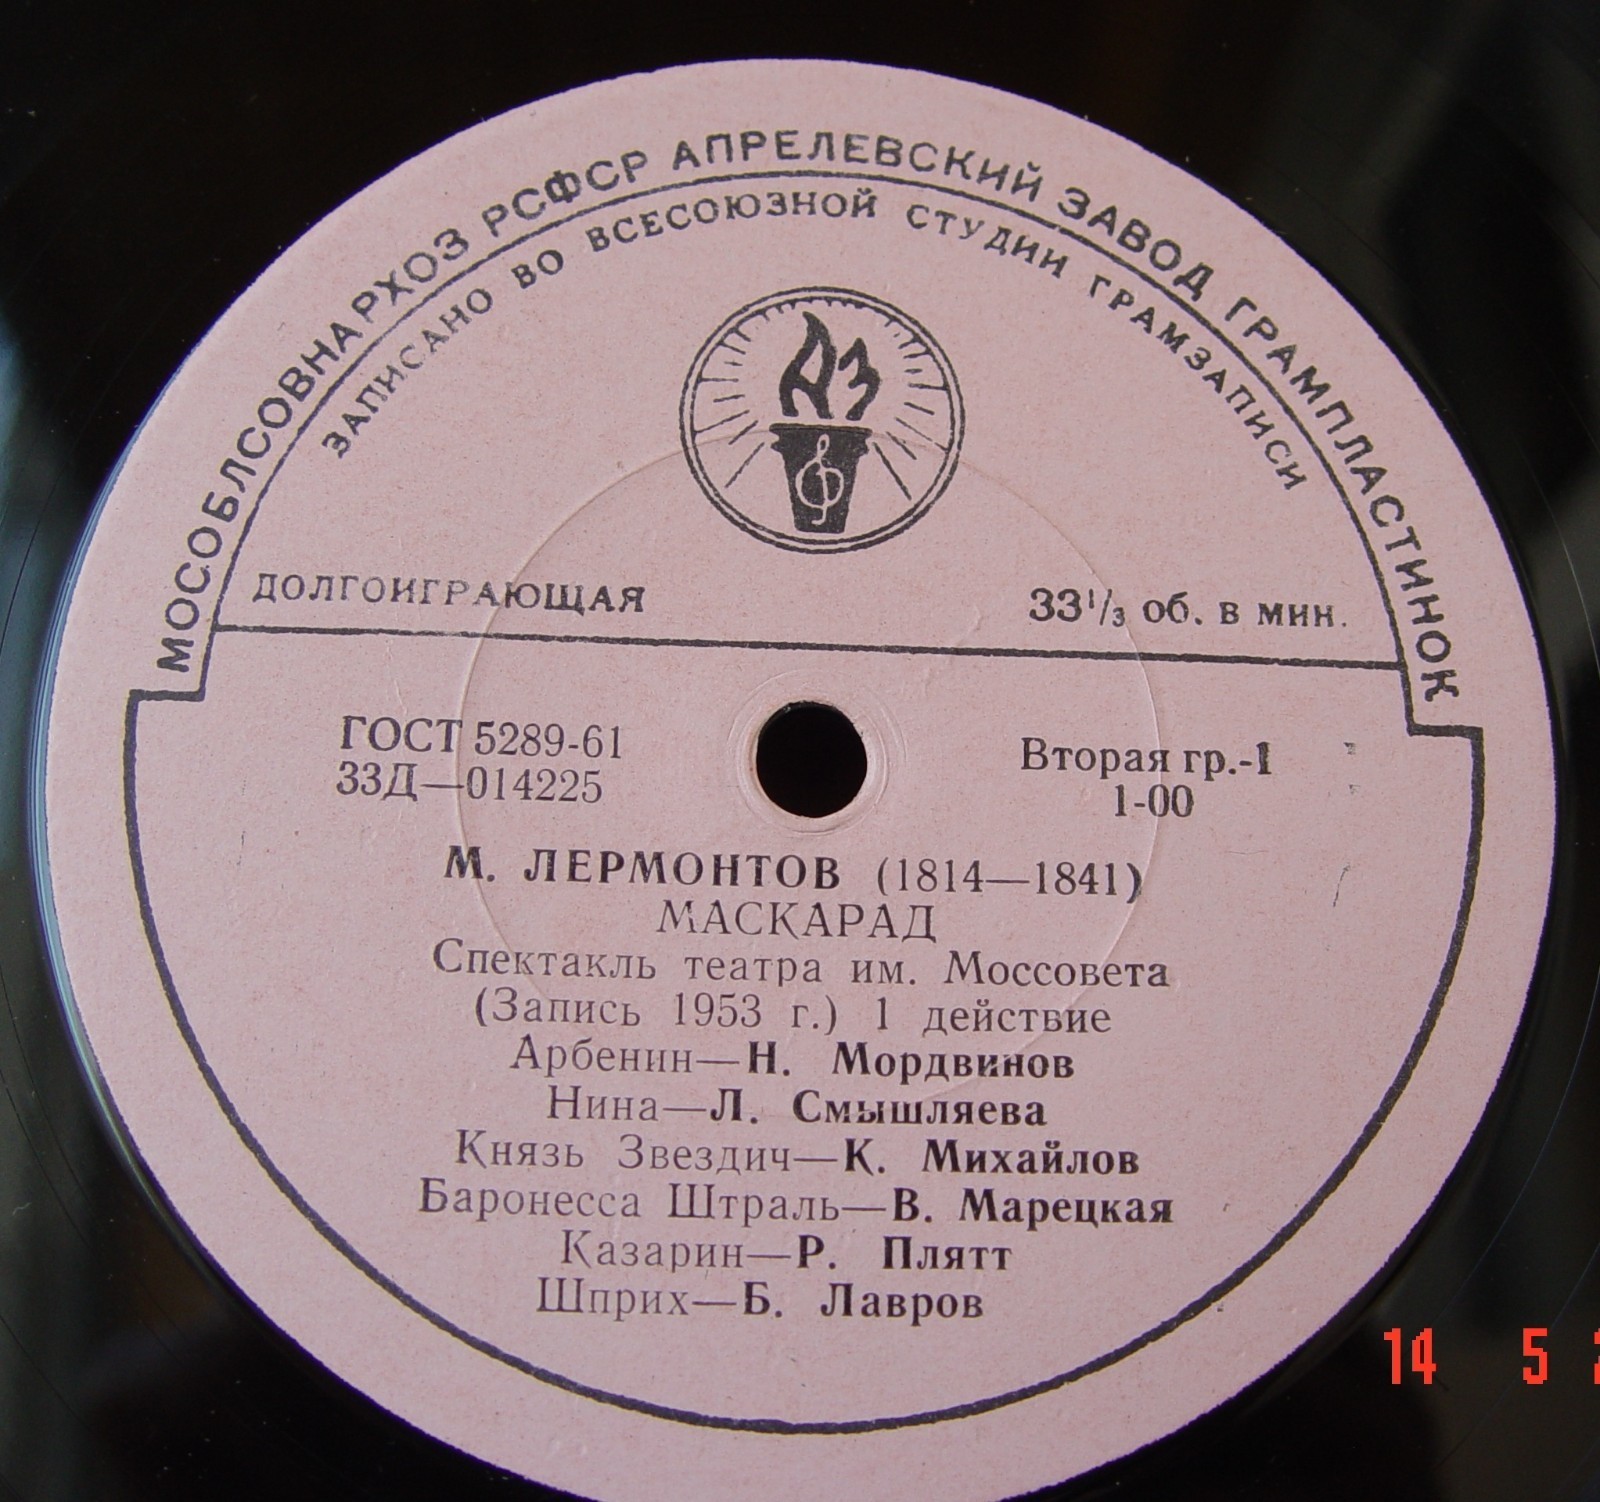 МОСОБЛСОВНАРХОЗ РСФСР АПРЕЛЕВСКИЙ ЗАВОД ГРАМПЛАСТИНОК
ЗАПИСАНО ВО ВСЕСОЮЗНОЙ СТУДИИ ГРАМЗАПИСИ
АЗ
ДОЛГОИГРАЮЩАЯ 33 1/3 об. в мин.
ГОСТ 5289-61 Вторая гр.-1
33Д—014225 1-00
М. ЛЕРМОНТОВ (1814—1841)
МАСКАРАД
Спектакль театра им. Моссовета
(Запись 1953 г.) 1 действие
Арбенин—Н. Мордвинов
Нина—Л. Смышляева
Князь Звездич—К. Михайлов
Баронесса Штраль—В. Марецкая
Казарин—Р. Плятт
Шприх—Б. Лавров
14 5